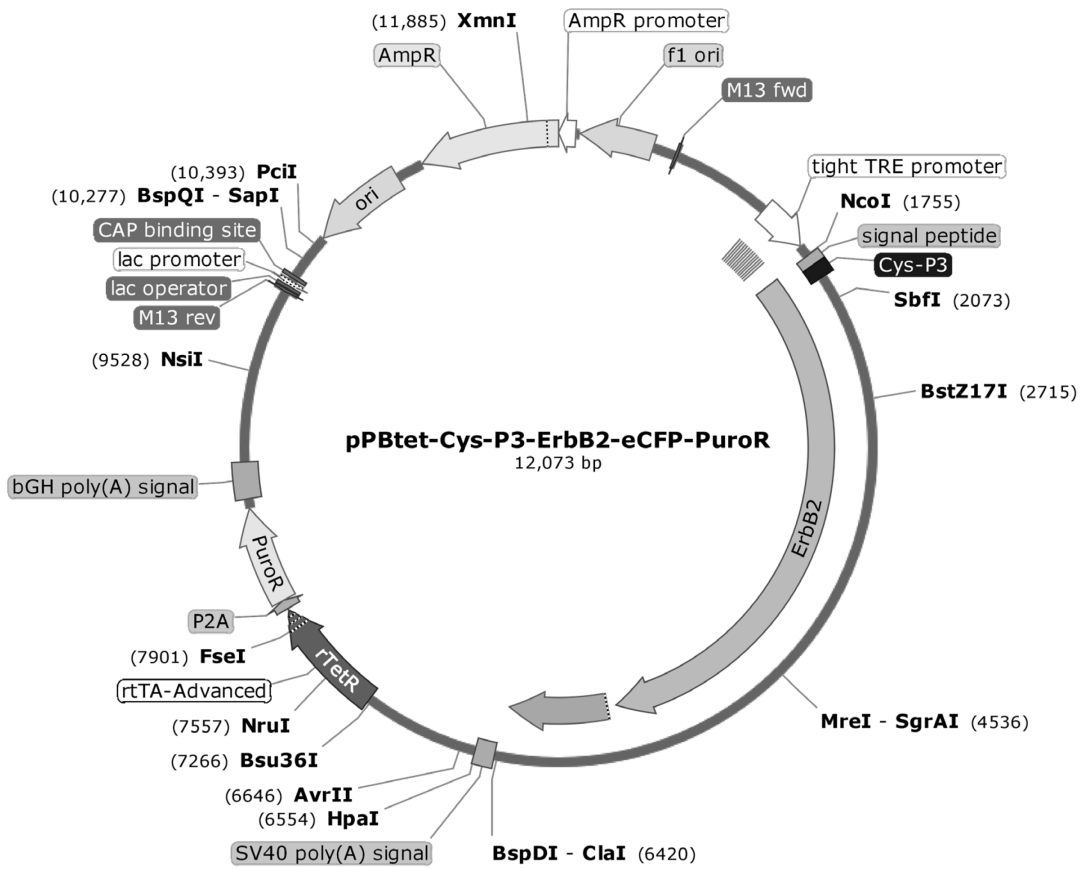 (11,885) XmnI
AmpR promoter
AmpR
f1 ori
M13 fwd
tight TRE promoter
(10,393) PciI
ori
NcoI (1755)
(10,277) BspQI - SapI
signal peptide
CAP binding site
Cys-P3
lac promoter
SbfI (2073)
lac operator
M13 rev
(9528) NsiI
BstZ17I (2715)
pPBtet-Cys-P3-ErbB2-eCFP-PuroR
12,073 bp
bGH poly(A) signal
ErbB2
PuroR
P2A
(7901) FseI
rTetR
rtTA-Advanced
(7557) NruI
MreI - SgrAI (4536)
(7266) Bsu36I
(6646) AvrII
(6554) HpaI
SV40 poly(A) signal
BspDI - ClaI (6420)